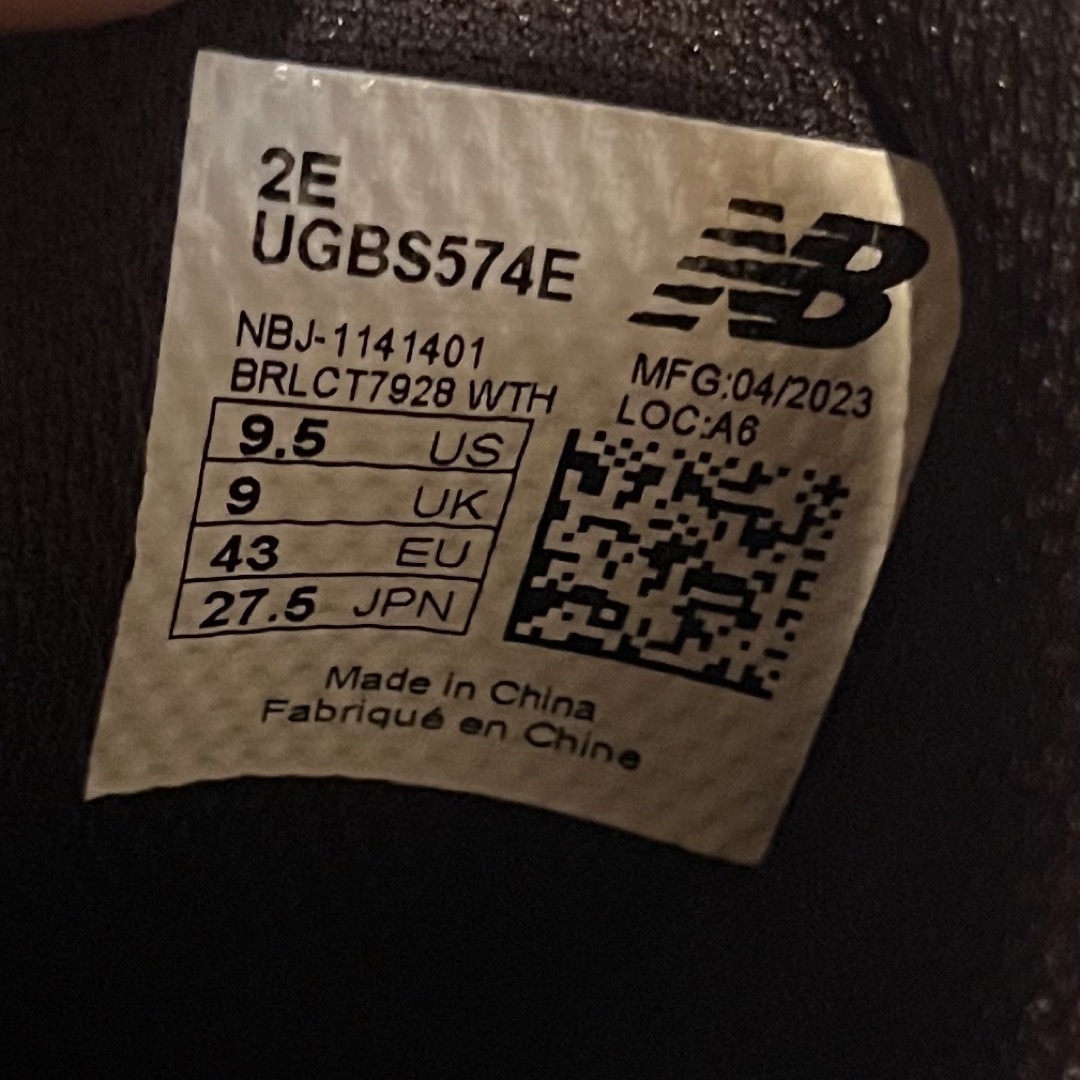 2E
UGBS574E
NB
NBJ-1141401
BRLCT7928 WTH
MFG:04/2023
LOC:A6
9.5 US
9 UK
43 EU
27.5 JPN
Made in China
Fabriqué en Chine